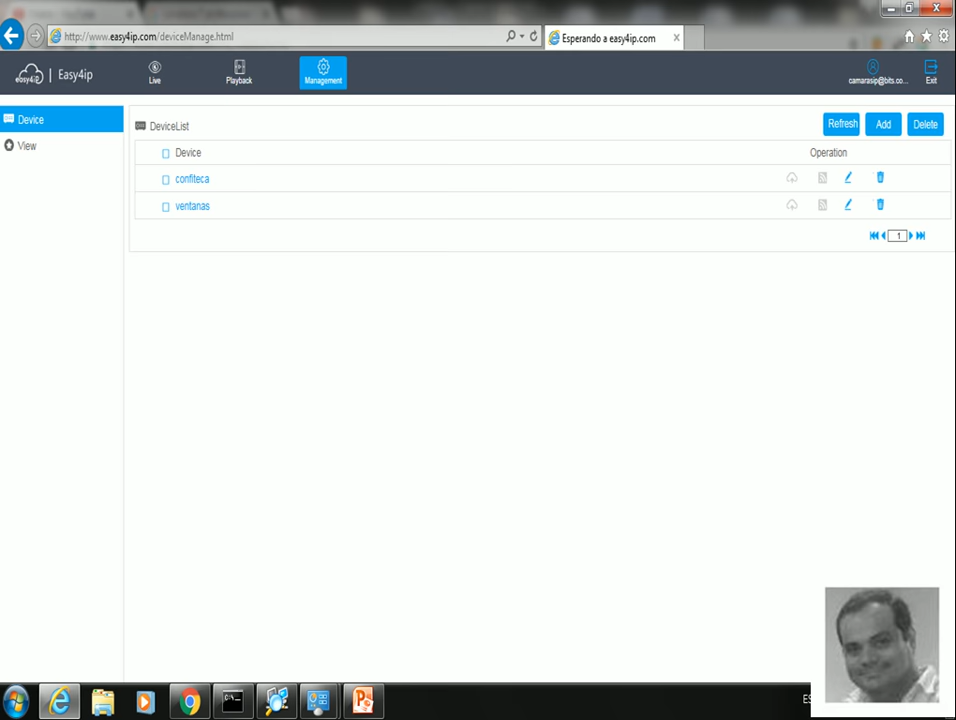 http://www.easy4ip.com/deviceManage.html
Esperando a easy4ip.com
easy4ip | Easy4ip
Live
Playback
Management
camarasip@bits.co...
Exit
Device
View
DeviceList
Refresh
Add
Delete
Device
Operation
confiteca
ventanas
1
ES